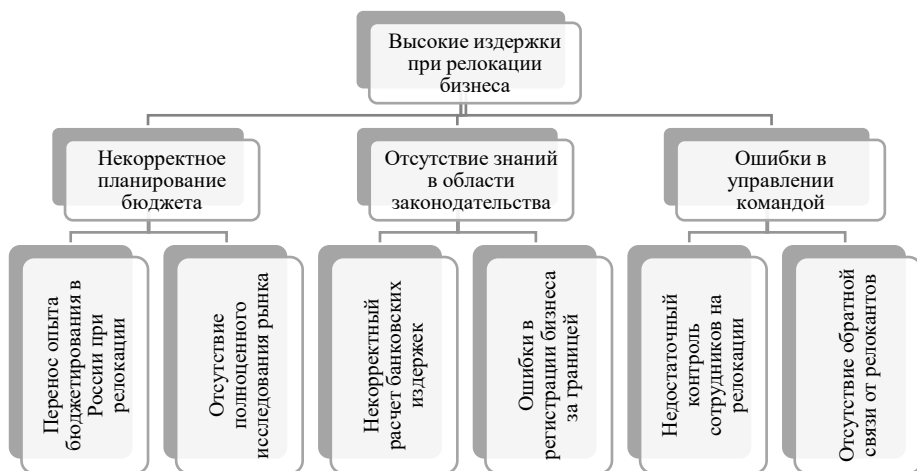 Высокие издержки
при релокации
бизнеса
Некорректное
планирование
бюджета
Отсутствие знаний
в области
законодательства
Ошибки в
управлении
командой
Перенос опыта
бюджетирования в
России при
релокации
Отсутствие
полноценного
исследования рынка
Некорректный
расчет банковских
издержек
Ошибки в
регистрации бизнеса
за границей
Недостаточный
контроль
сотрудников на
релокации
Отсутствие обратной
связи от релокантов